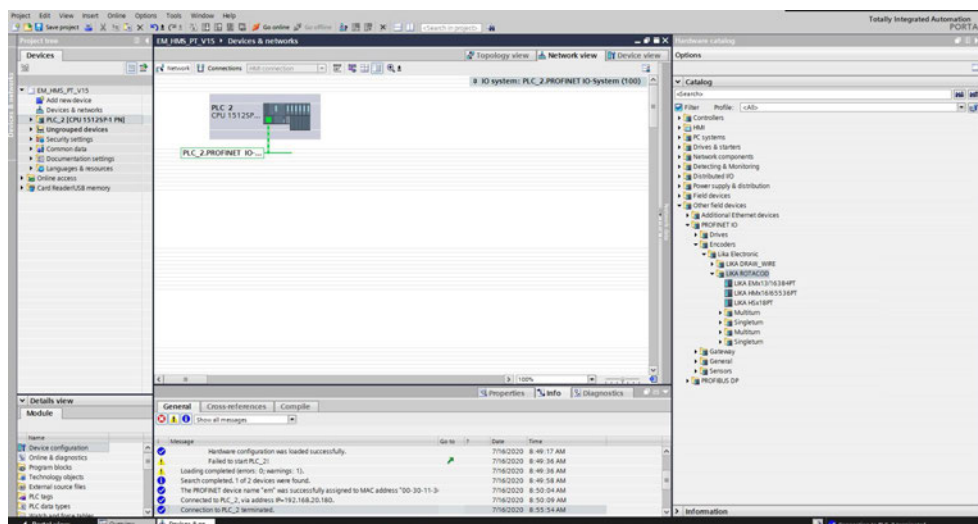 Project Edit View Insert Online Options Tools Window Help
Totally Integrated Automation
PORTAL
Save project
Go online
Go offline
<Search in project>
Project tree
EM_HMS_PT_V15 ▸ Devices & networks
Hardware catalog
Devices
Topology view
Network view
Device view
Options
Network
Connections
HMI connection
IO system: PLC_2.PROFINET IO-System (100)
Catalog
<Search>
Filter
Profile:
<All>
EM_HMS_PT_V15
Add new device
Devices & networks
PLC_2 [CPU 1512SP-1 PN]
Ungrouped devices
Security settings
Common data
Documentation settings
Languages & resources
Online access
Card Reader/USB memory
PLC_2
CPU 1512SP...
PLC_2.PROFINET IO-...
Controllers
HMI
PC systems
Drives & starters
Network components
Detecting & Monitoring
Distributed I/O
Power supply & distribution
Field devices
Other field devices
Additional Ethernet devices
PROFINET IO
Drives
Encoders
Lika Electronic
LIKA DRAW_WIRE
LIKA ROTACOD
LIKA EMx13/16384PT
LIKA HMx16/65536PT
LIKA HSx18PT
Multiturn
Singleturn
Multiturn
Singleturn
Gateway
General
Sensors
PROFIBUS DP
100%
Properties
Info
Diagnostics
Details view
Module
Name
Device configuration
Online & diagnostics
Program blocks
Technology objects
External source files
PLC tags
PLC data types
Watch and force tables
General
Cross-references
Compile
Show all messages
! Message Go to ? Date Time
Hardware configuration was loaded successfully. 7/16/2020 8:49:17 AM
Failed to start PLC_2! 7/16/2020 8:49:36 AM
Loading completed (errors: 0; warnings: 1). 7/16/2020 8:49:36 AM
Search completed. 1 of 2 devices were found. 7/16/2020 8:49:58 AM
The PROFINET device name "em" was successfully assigned to MAC address "00-30-11-3- 7/16/2020 8:50:04 AM
Connected to PLC_2, via address IP=192.168.20.180. 7/16/2020 8:50:09 AM
Connection to PLC_2 terminated. 7/16/2020 8:55:54 AM
Information
Portal view
Overview